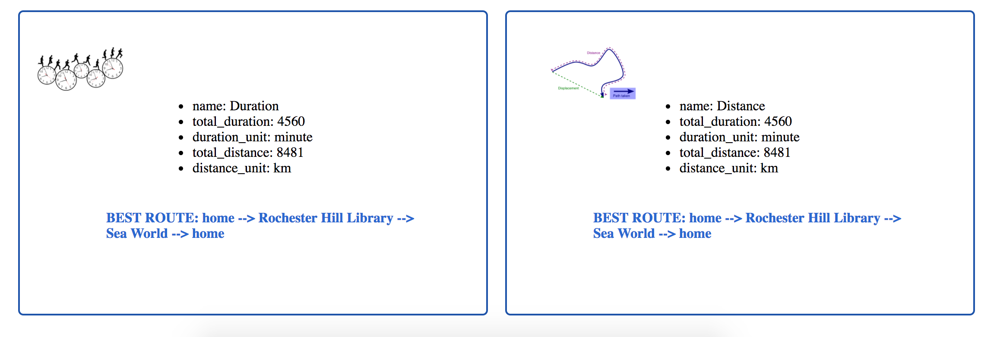 name: Duration
total_duration: 4560
duration_unit: minute
total_distance: 8481
distance_unit: km
BEST ROUTE: home --> Rochester Hill Library -->
Sea World --> home
Distance
Displacement
Path taken
name: Distance
total_duration: 4560
duration_unit: minute
total_distance: 8481
distance_unit: km
BEST ROUTE: home --> Rochester Hill Library -->
Sea World --> home